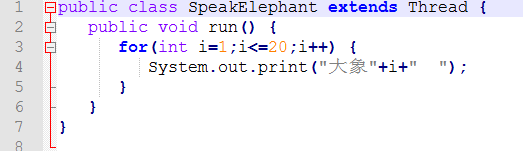 1 public class SpeakElephant extends Thread {
2 public void run() {
3 for(int i=1;i<=20;i++) {
4 System.out.print("大象"+i+"  ");
5 }
6 }
7 }
8